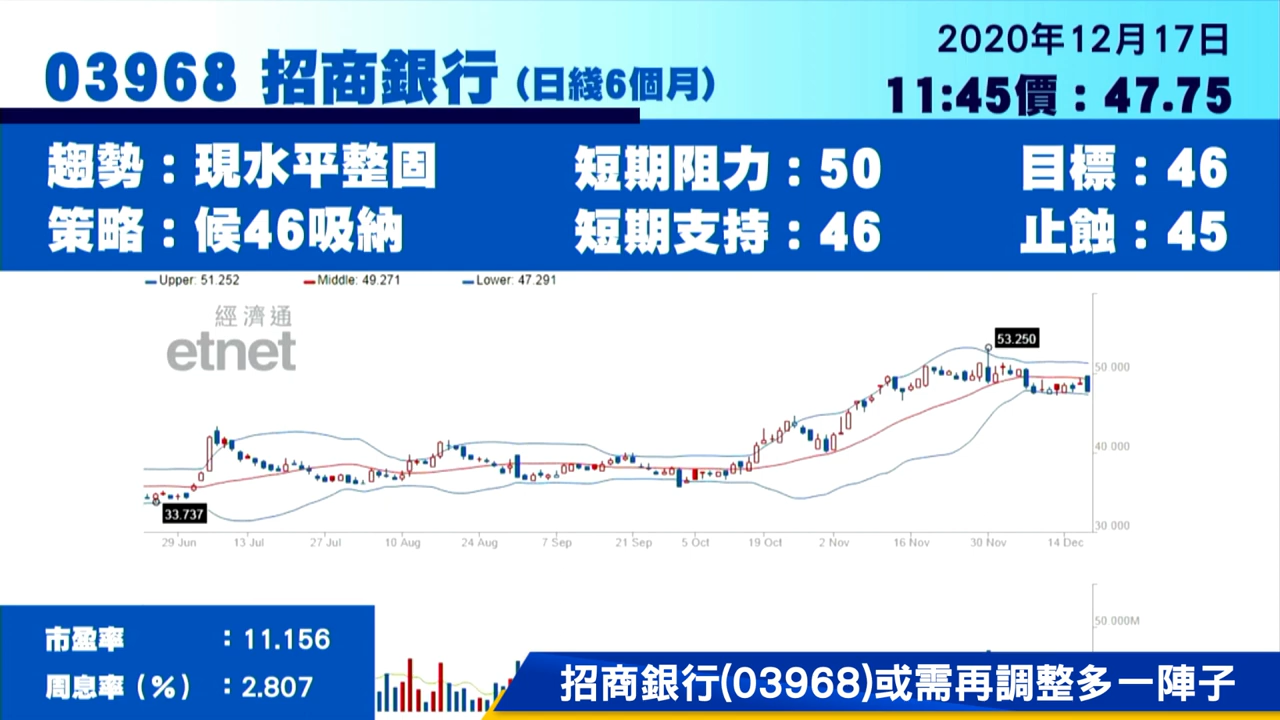 03968 招商銀行 (日綫6個月)
2020年12月17日
11:45價：47.75
趨勢：現水平整固
短期阻力：50
目標：46
策略：候46吸納
短期支持：46
止蝕：45
Upper: 51.252 Middle: 49.271 Lower: 47.291
經濟通
etnet
53.250
50 000
40 000
33.737
30 000
29 Jun 13 Jul 27 Jul 10 Aug 24 Aug 7 Sep 21 Sep 5 Oct 19 Oct 2 Nov 16 Nov 30 Nov 14 Dec
50 000M
市盈率 ：11.156
周息率（%）：2.807
招商銀行(03968)或需再調整多一陣子